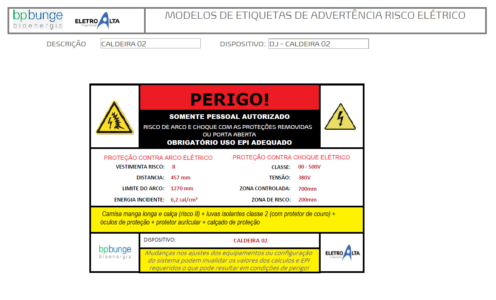 bpbunge
bioenergia
ELETROALTA
MODELOS DE ETIQUETAS DE ADVERTÊNCIA RISCO ELÉTRICO
DESCRIÇÃO CALDEIRA 02 DISPOSITIVO: DJ - CALDEIRA 02
PERIGO!
SOMENTE PESSOAL AUTORIZADO
RISCO DE ARCO E CHOQUE COM AS PROTEÇÕES REMOVIDAS
OU PORTA ABERTA
OBRIGATÓRIO USO EPI ADEQUADO
PROTEÇÃO CONTRA ARCO ELÉTRICO PROTEÇÃO CONTRA CHOQUE ELÉTRICO
VESTIMENTA RISCO: II CLASSE: 00 - 500V
DISTANCIA: 457 mm TENSÃO: 380V
LIMITE DO ARCO: 1270 mm ZONA CONTROLADA: 700mm
ENERGIA INCIDENTE: 6,2 cal/cm² ZONA DE RISCO: 200mm
Camisa manga longa e calça (risco II) + luvas isolantes classe 2 (com protetor de couro) +
óculos de proteção + protetor auricular + calçado de proteção
bpbunge
bioenergia
DISPOSITIVO: CALDEIRA 02
Mudanças nos ajustes dos equipamentos ou configuração
do sistema podem invalidar os valores dos calculos e EPI
requeridos o que pode resultar em condições de perigo!
ELETROALTA